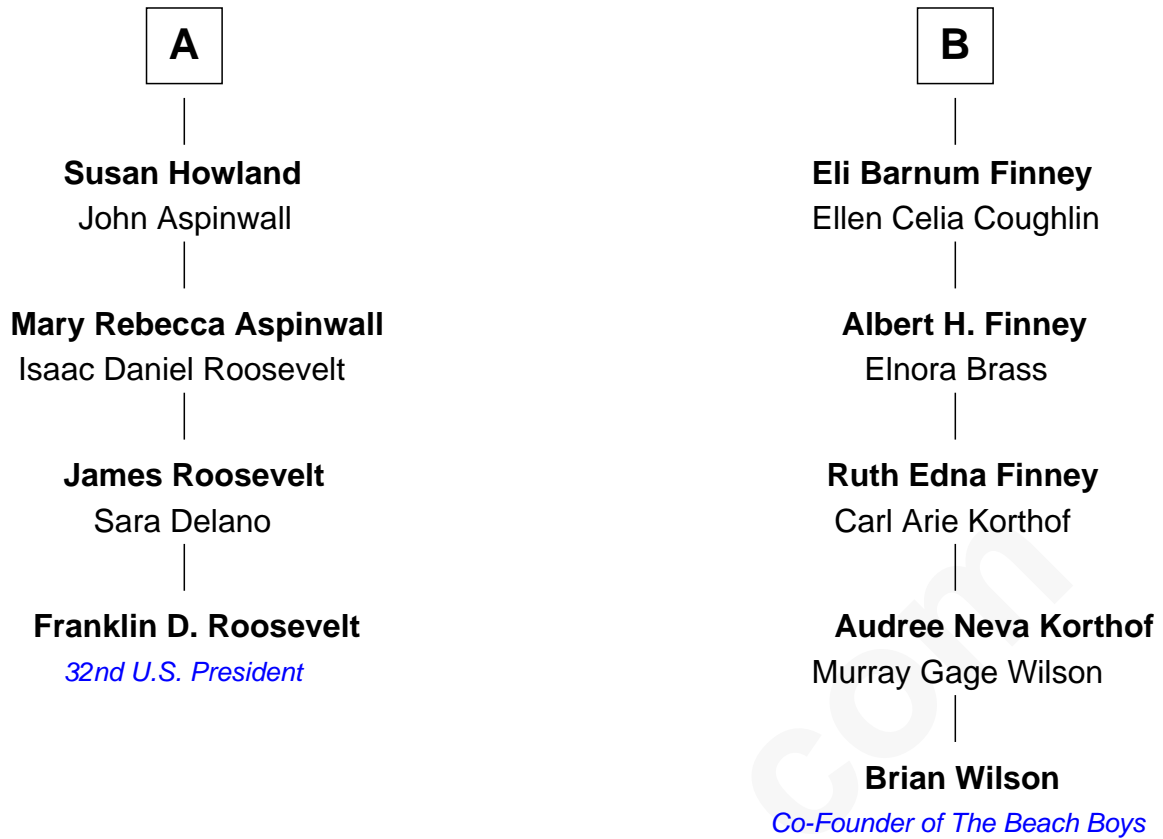 A
Susan Howland
John Aspinwall
Mary Rebecca Aspinwall
Isaac Daniel Roosevelt
James Roosevelt
Sara Delano
Franklin D. Roosevelt
32nd U.S. President
B
Eli Barnum Finney
Ellen Celia Coughlin
Albert H. Finney
Elnora Brass
Ruth Edna Finney
Carl Arie Korthof
Audree Neva Korthof
Murray Gage Wilson
Brian Wilson
Co-Founder of The Beach Boys
com